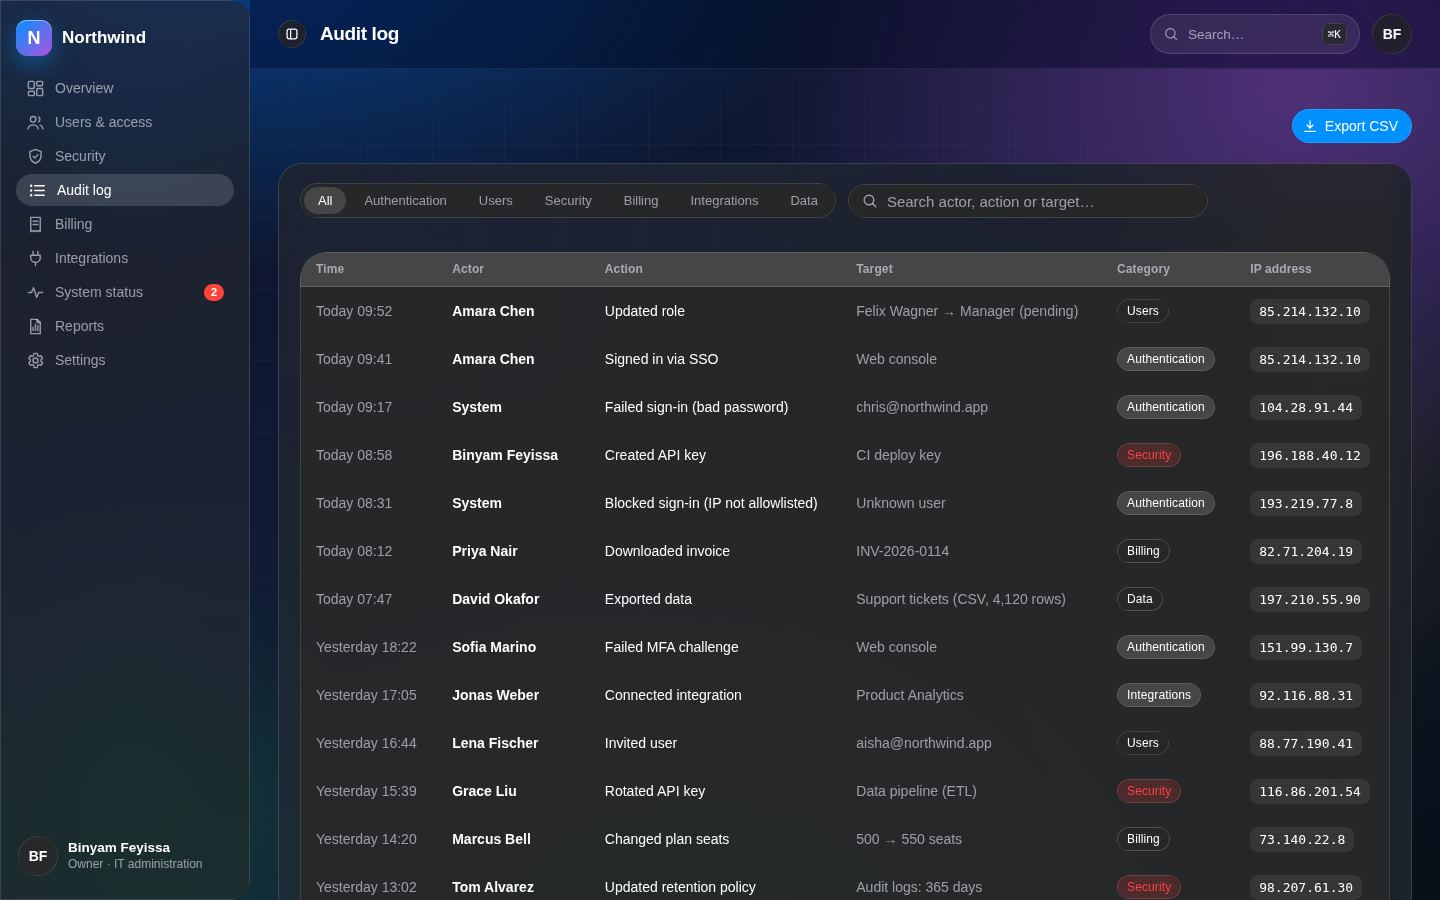 N Northwind
Audit log
Search… ⌘K BF
Overview
Users & access
Security
Audit log
Billing
Integrations
System status 2
Reports
Settings
Export CSV
All Authentication Users Security Billing Integrations Data Search actor, action or target…
Time Actor Action Target Category IP address
Today 09:52 Amara Chen Updated role Felix Wagner → Manager (pending) Users 85.214.132.10
Today 09:41 Amara Chen Signed in via SSO Web console Authentication 85.214.132.10
Today 09:17 System Failed sign-in (bad password) chris@northwind.app Authentication 104.28.91.44
Today 08:58 Binyam Feyissa Created API key CI deploy key Security 196.188.40.12
Today 08:31 System Blocked sign-in (IP not allowlisted) Unknown user Authentication 193.219.77.8
Today 08:12 Priya Nair Downloaded invoice INV-2026-0114 Billing 82.71.204.19
Today 07:47 David Okafor Exported data Support tickets (CSV, 4,120 rows) Data 197.210.55.90
Yesterday 18:22 Sofia Marino Failed MFA challenge Web console Authentication 151.99.130.7
Yesterday 17:05 Jonas Weber Connected integration Product Analytics Integrations 92.116.88.31
Yesterday 16:44 Lena Fischer Invited user aisha@northwind.app Users 88.77.190.41
Yesterday 15:39 Grace Liu Rotated API key Data pipeline (ETL) Security 116.86.201.54
Yesterday 14:20 Marcus Bell Changed plan seats 500 → 550 seats Billing 73.140.22.8
Yesterday 13:02 Tom Alvarez Updated retention policy Audit logs: 365 days Security 98.207.61.30
BF Binyam Feyissa
Owner · IT administration